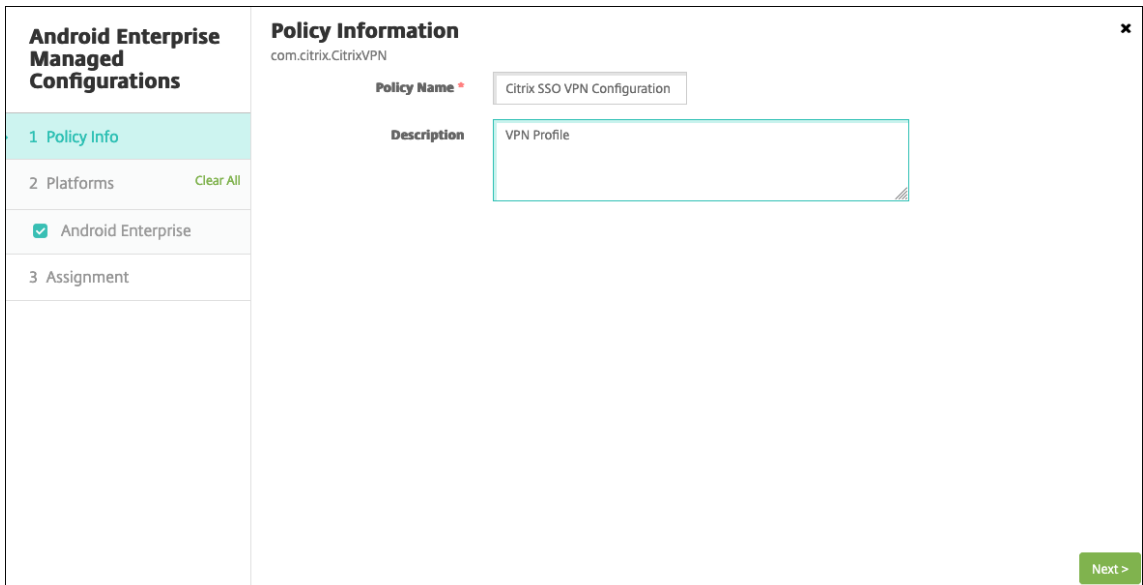 Android Enterprise
Managed
Configurations
1 Policy Info
2 Platforms
Clear All
Android Enterprise
3 Assignment
Policy Information
com.citrix.CitrixVPN
Policy Name *
Citrix SSO VPN Configuration
Description
VPN Profile
Next >